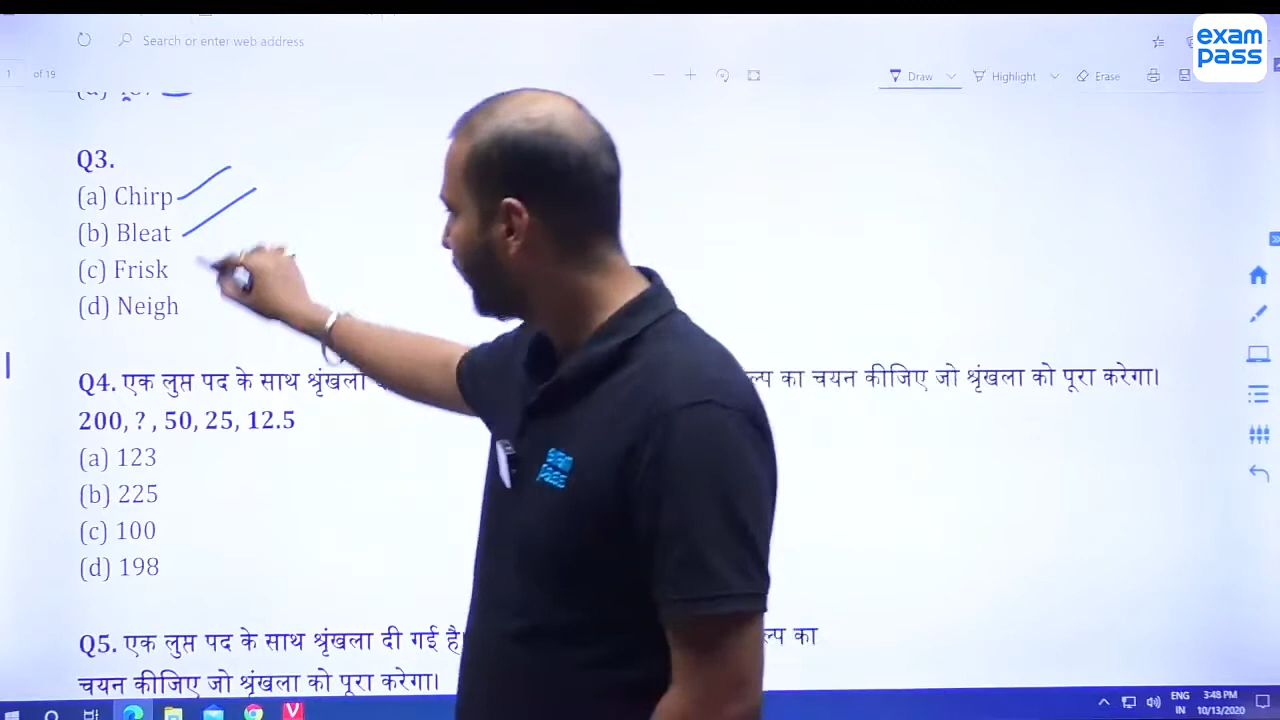 exam
pass
Search or enter web address
1 of 19
Draw
Highlight
Erase
Q3.
(a) Chirp
(b) Bleat
(c) Frisk
(d) Neigh
Q4. एक लुप्त पद के साथ श्रृंखला ल्प का चयन कीजिए जो श्रृंखला को पूरा करेगा।
200, ? , 50, 25, 12.5
(a) 123
(b) 225
(c) 100
(d) 198
Q5. एक लुप्त पद के साथ श्रृंखला दी गई है। ल्प का
चयन कीजिए जो श्रृंखला को पूरा करेगा।
ENG
IN
3:48 PM
10/13/2020